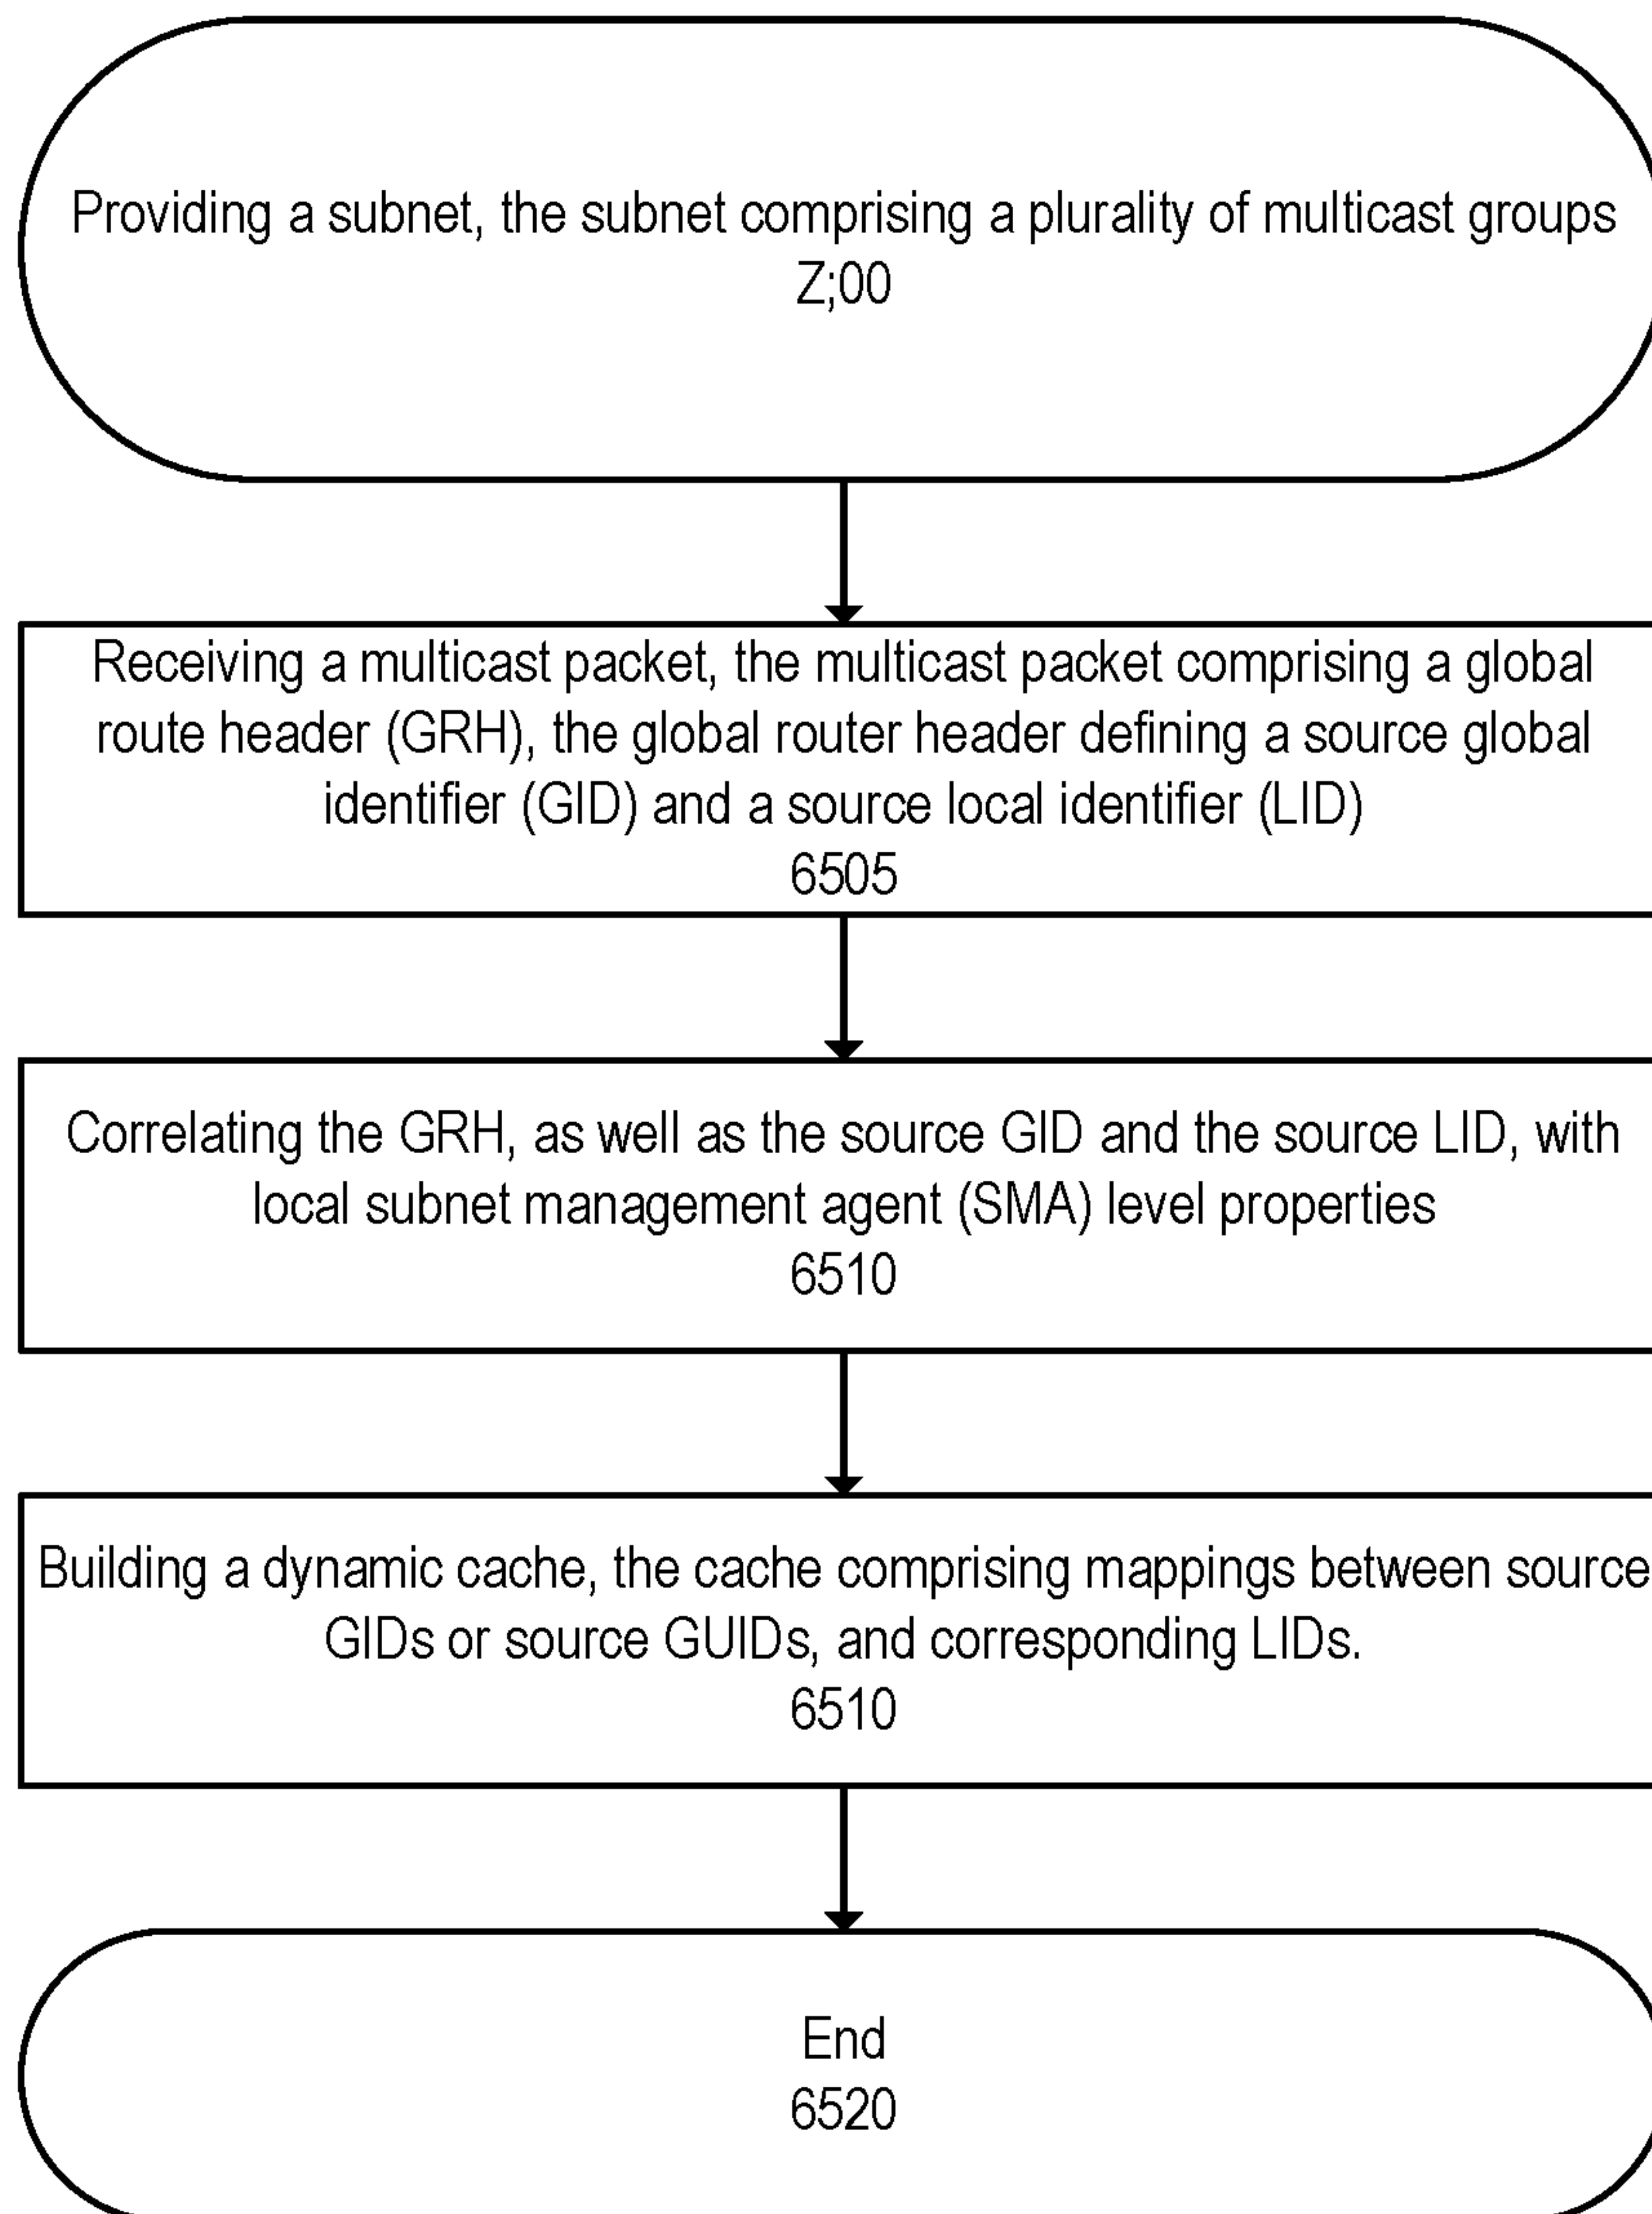 Providing a subnet, the subnet comprising a plurality of multicast groups
Z;00
Receiving a multicast packet, the multicast packet comprising a global
route header (GRH), the global router header defining a source global
identifier (GID) and a source local identifier (LID)
6505
Correlating the GRH, as well as the source GID and the source LID, with
local subnet management agent (SMA) level properties
6510
Building a dynamic cache, the cache comprising mappings between source
GIDs or source GUIDs, and corresponding LIDs.
6510
End
6520